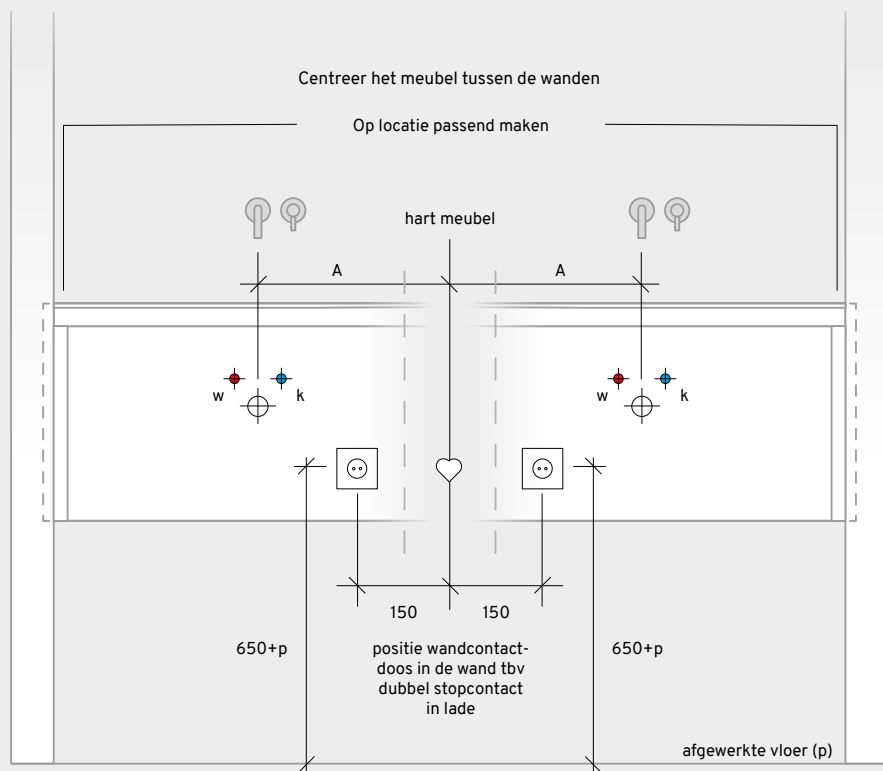 Centreer het meubel tussen de wanden
Op locatie passend maken
hart meubel
A
A
w
k
w
k
150
150
650+p
positie wandcontact-
doos in de wand tbv
dubbel stopcontact
in lade
650+p
afgewerkte vloer (p)